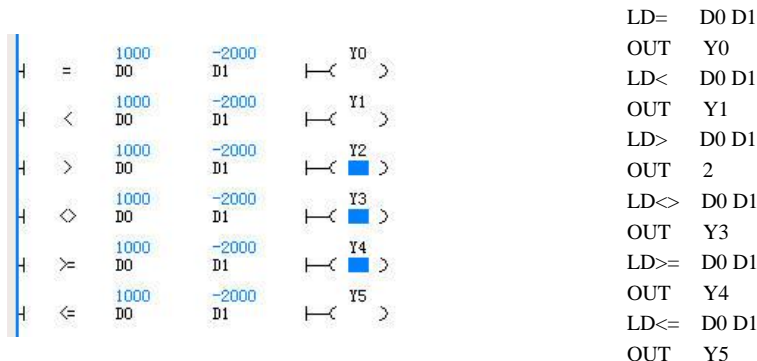 1000 -2000 Y0
= D0 D1
1000 -2000 Y1
< D0 D1
1000 -2000 Y2
> D0 D1
1000 -2000 Y3
<> D0 D1
1000 -2000 Y4
>= D0 D1
1000 -2000 Y5
<= D0 D1
LD= D0 D1
OUT Y0
LD< D0 D1
OUT Y1
LD> D0 D1
OUT 2
LD<> D0 D1
OUT Y3
LD>= D0 D1
OUT Y4
LD<= D0 D1
OUT Y5